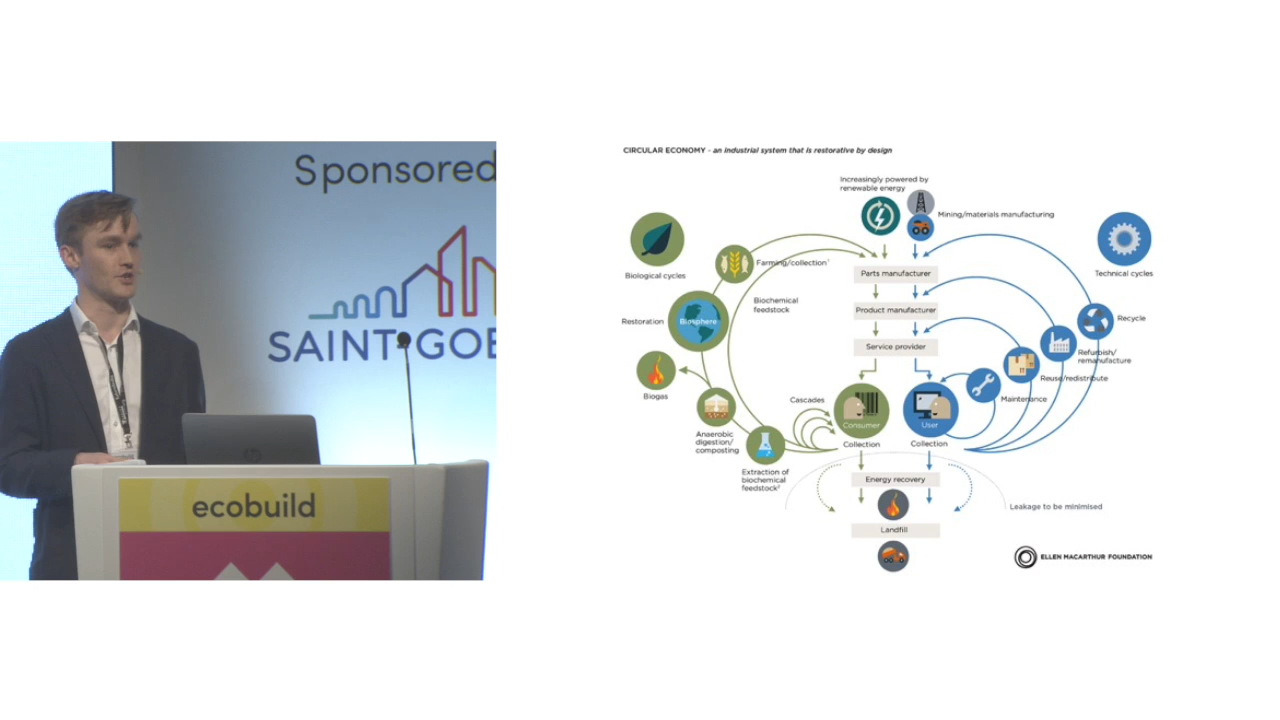 Sponsored
SAINT-GOB
ecobuild
CIRCULAR ECONOMY - an industrial system that is restorative by design
Increasingly powered by
renewable energy
Mining/materials manufacturing
Biological cycles
Technical cycles
Farming/collection¹
Parts manufacturer
Biochemical
feedstock
Product manufacturer
Restoration
Biosphere
Recycle
Service provider
Refurbish/
remanufacture
Reuse/redistribute
Biogas
Maintenance
Cascades
Consumer
User
Anaerobic
digestion/
composting
Collection
Collection
Extraction of
biochemical
feedstock²
Energy recovery
Leakage to be minimised
Landfill
ELLEN MACARTHUR FOUNDATION